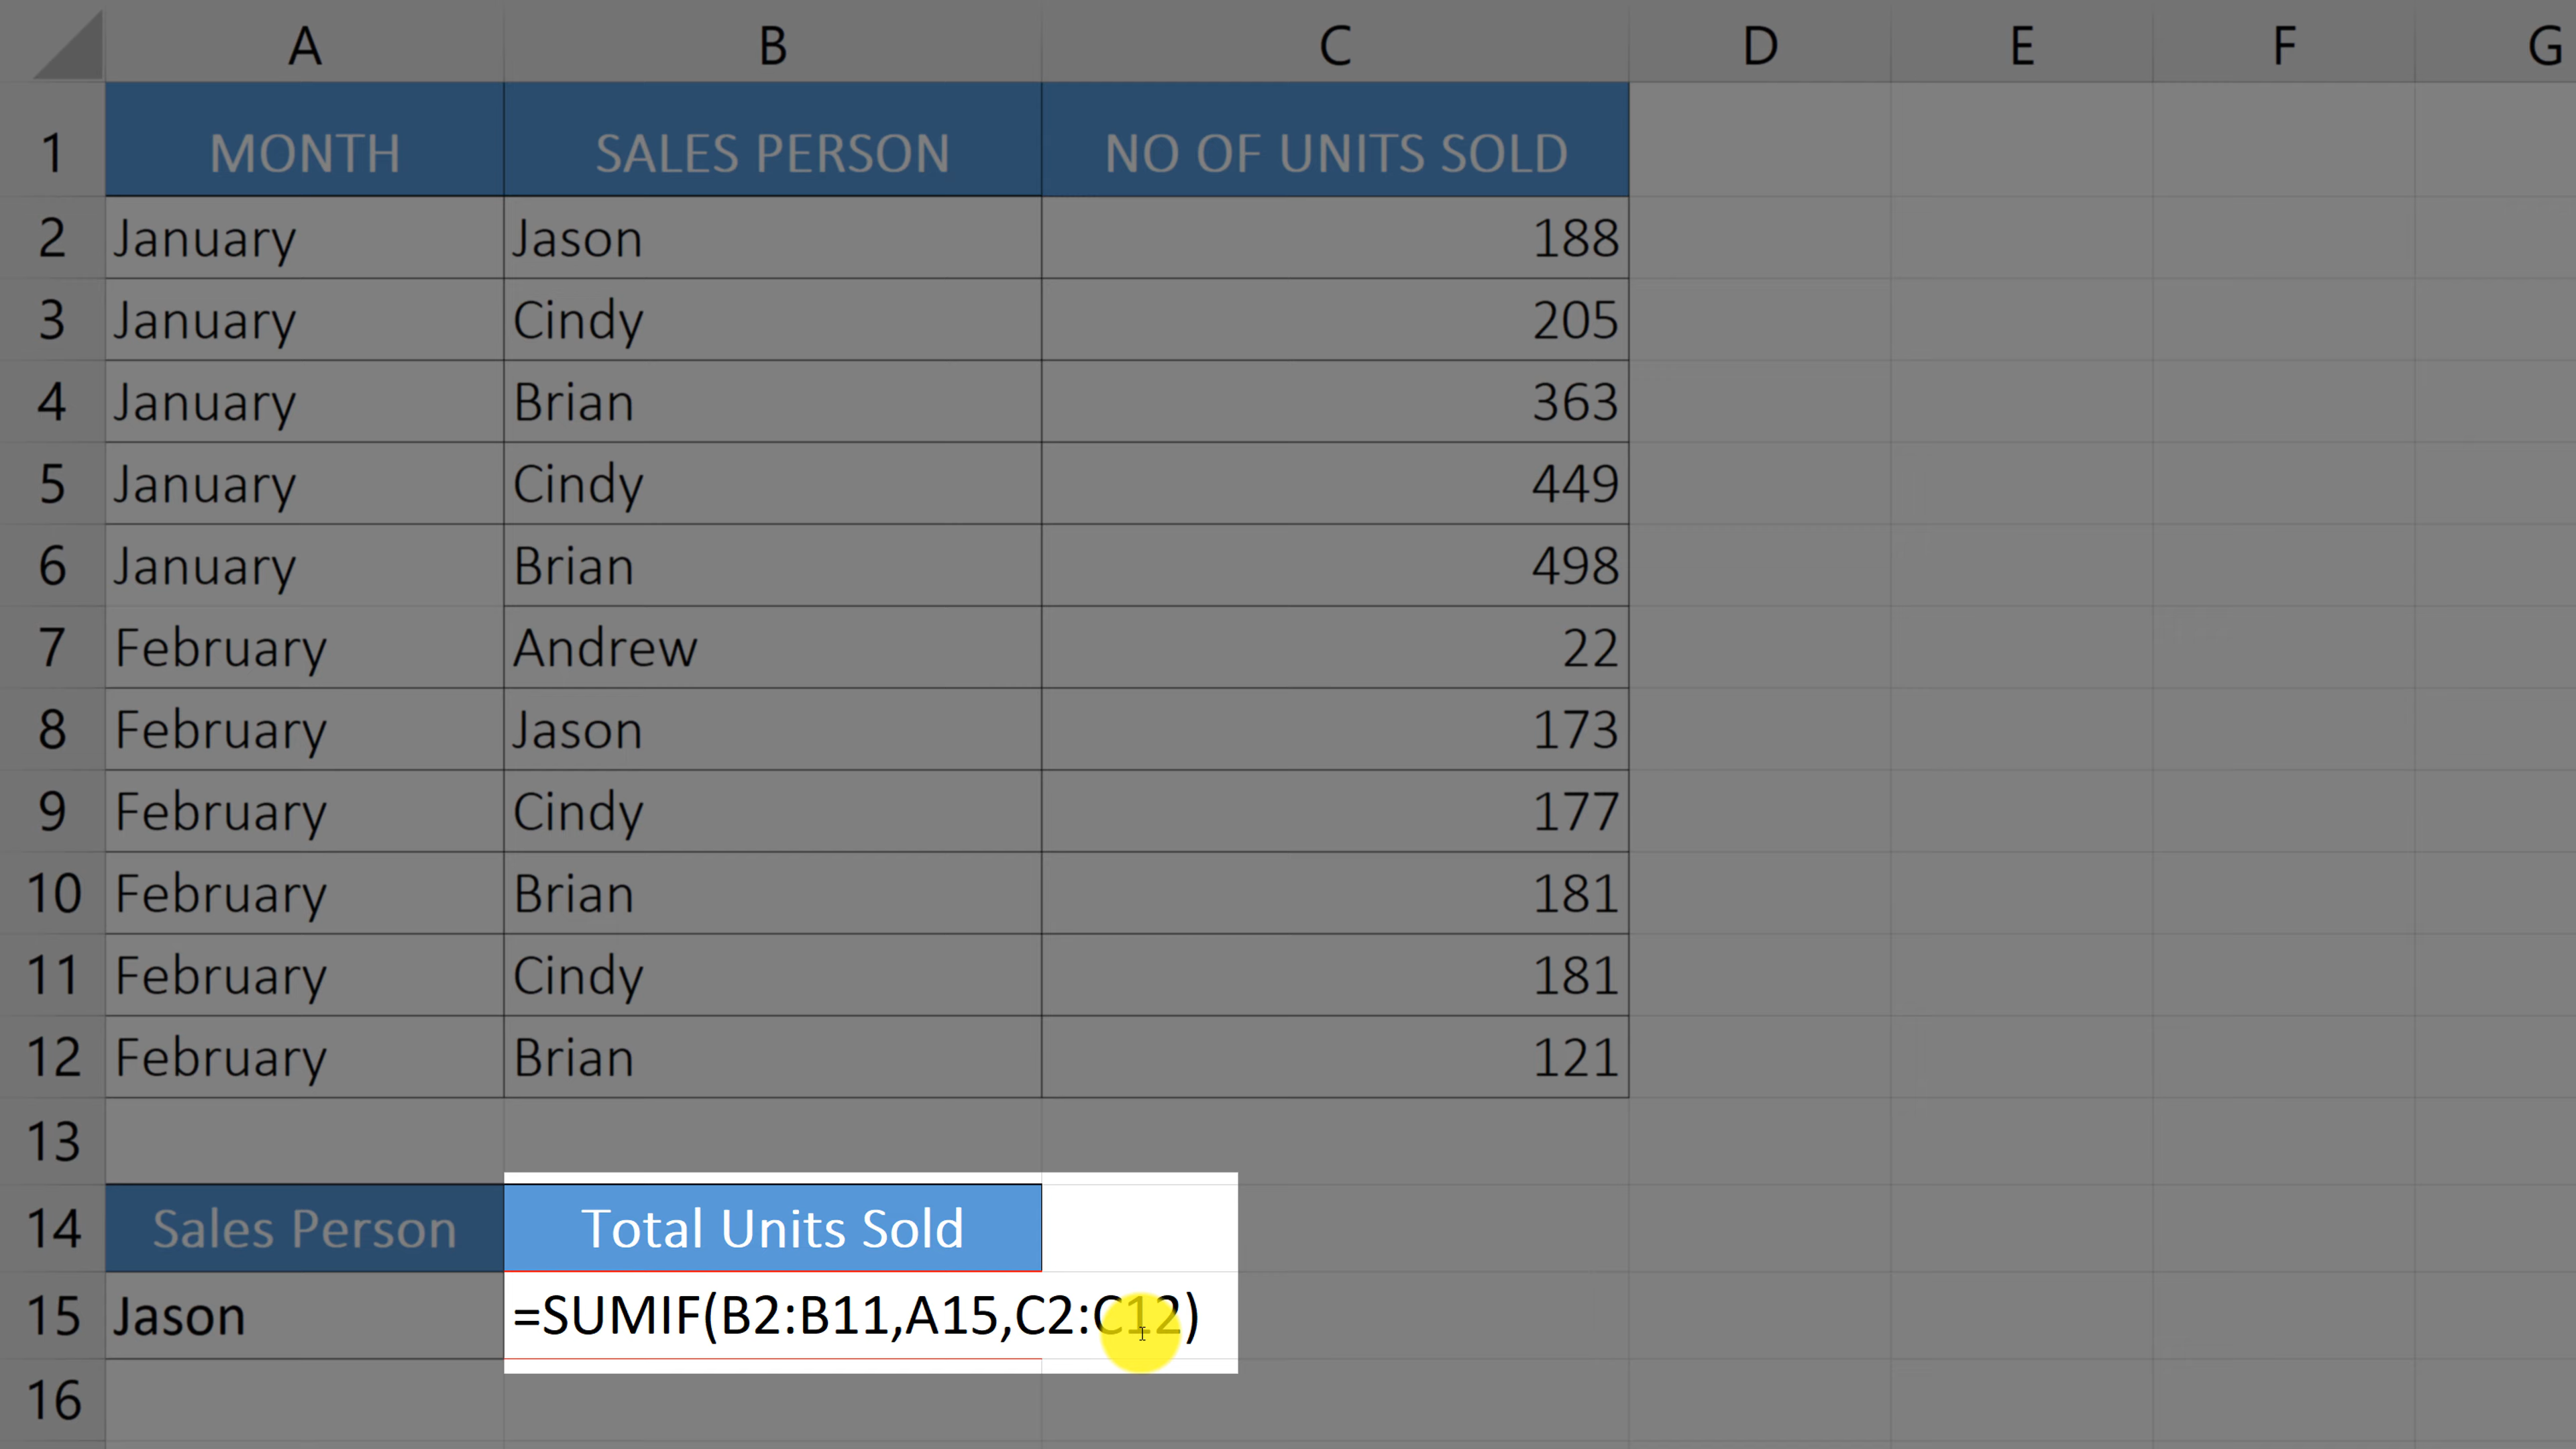 A B C D E F G
1 MONTH SALES PERSON NO OF UNITS SOLD
2 January Jason 188
3 January Cindy 205
4 January Brian 363
5 January Cindy 449
6 January Brian 498
7 February Andrew 22
8 February Jason 173
9 February Cindy 177
10 February Brian 181
11 February Cindy 181
12 February Brian 121
13
14 Sales Person Total Units Sold
15 Jason =SUMIF(B2:B11,A15,C2:C12)
16